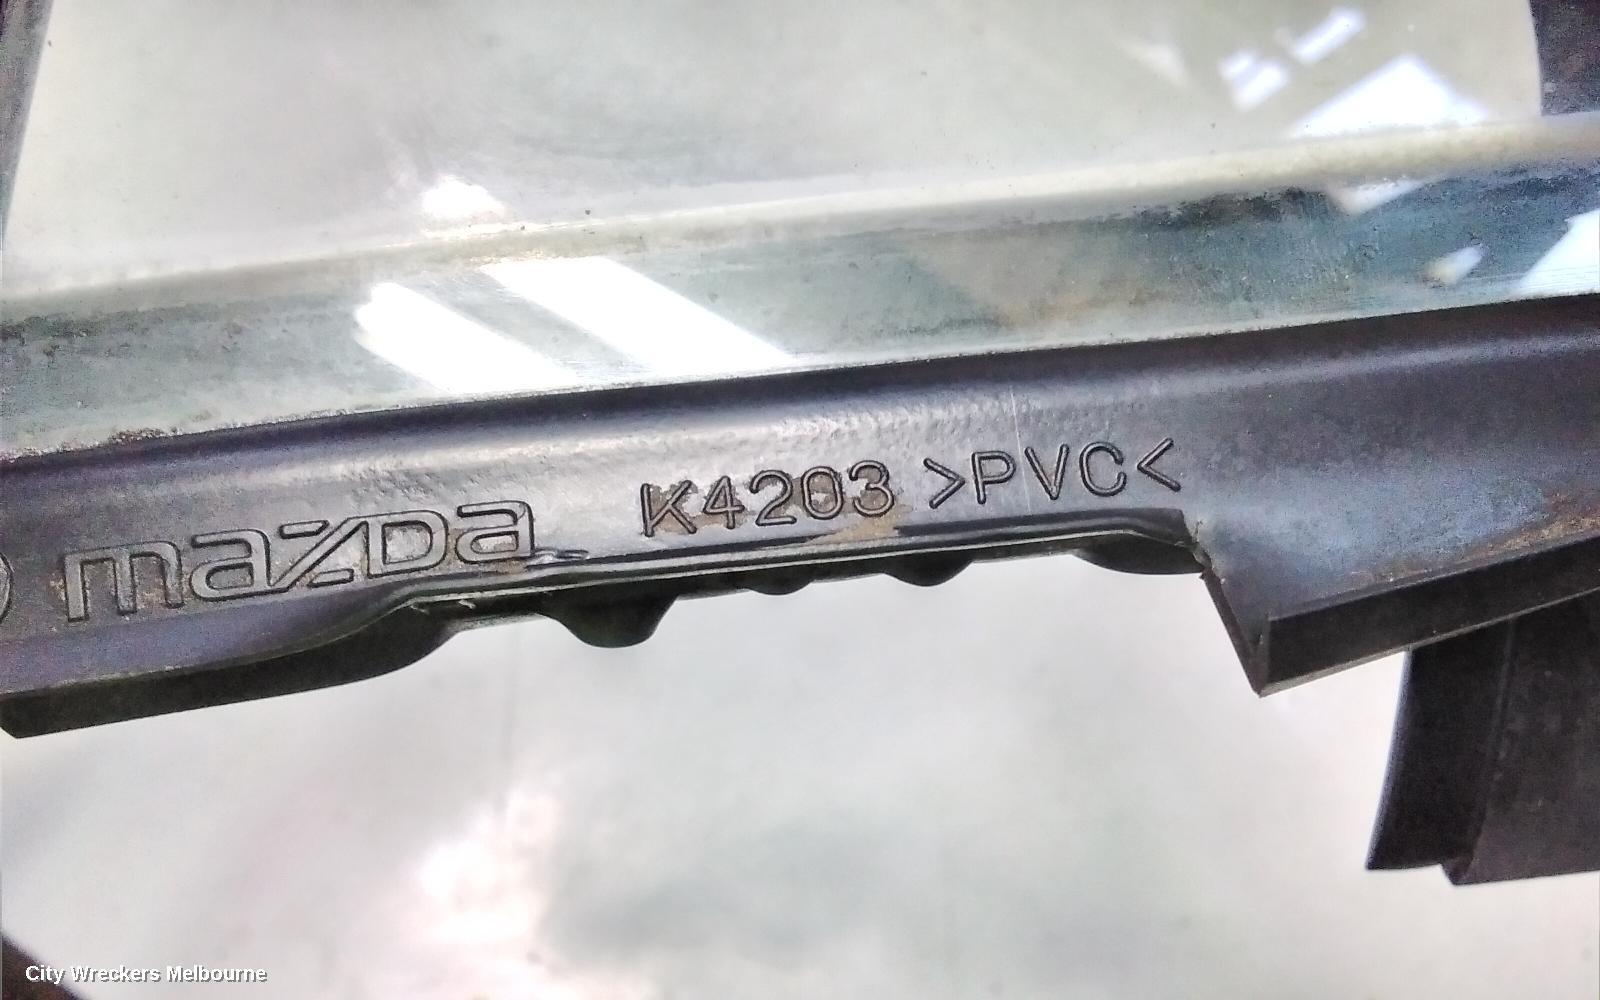 mazda K4203 >PVC<
City Wreckers Melbourne